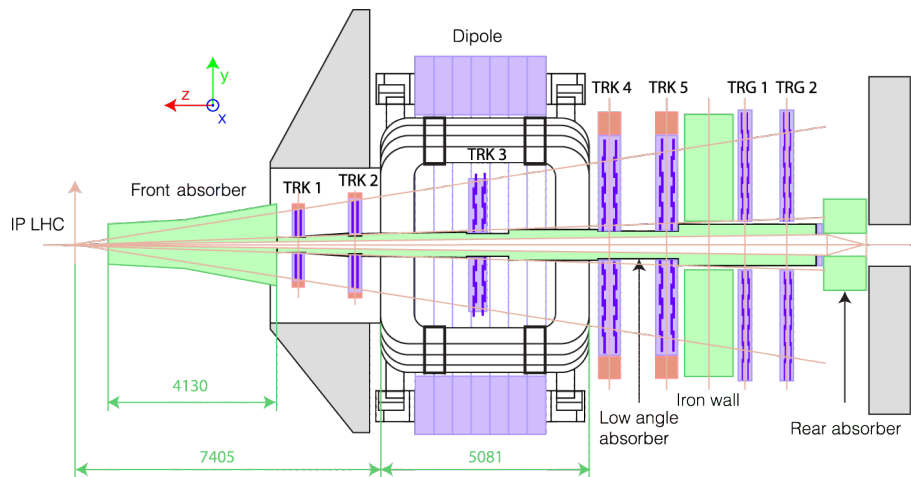 Dipole
TRK 4
TRK 5
TRG 1
TRG 2
y
z
x
TRK 3
Front absorber
TRK 1
TRK 2
IP LHC
4130
Iron wall
Low angle
absorber
Rear absorber
7405
5081